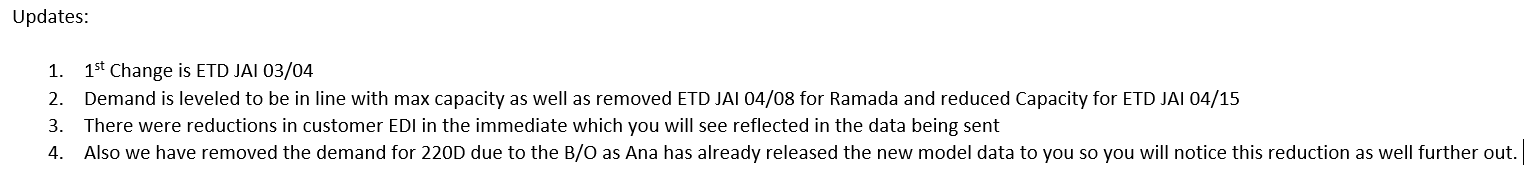 Updates:
1. 1st Change is ETD JAI 03/04
2. Demand is leveled to be in line with max capacity as well as removed ETD JAI 04/08 for Ramada and reduced Capacity for ETD JAI 04/15
3. There were reductions in customer EDI in the immediate which you will see reflected in the data being sent
4. Also we have removed the demand for 220D due to the B/O as Ana has already released the new model data to you so you will notice this reduction as well further out.